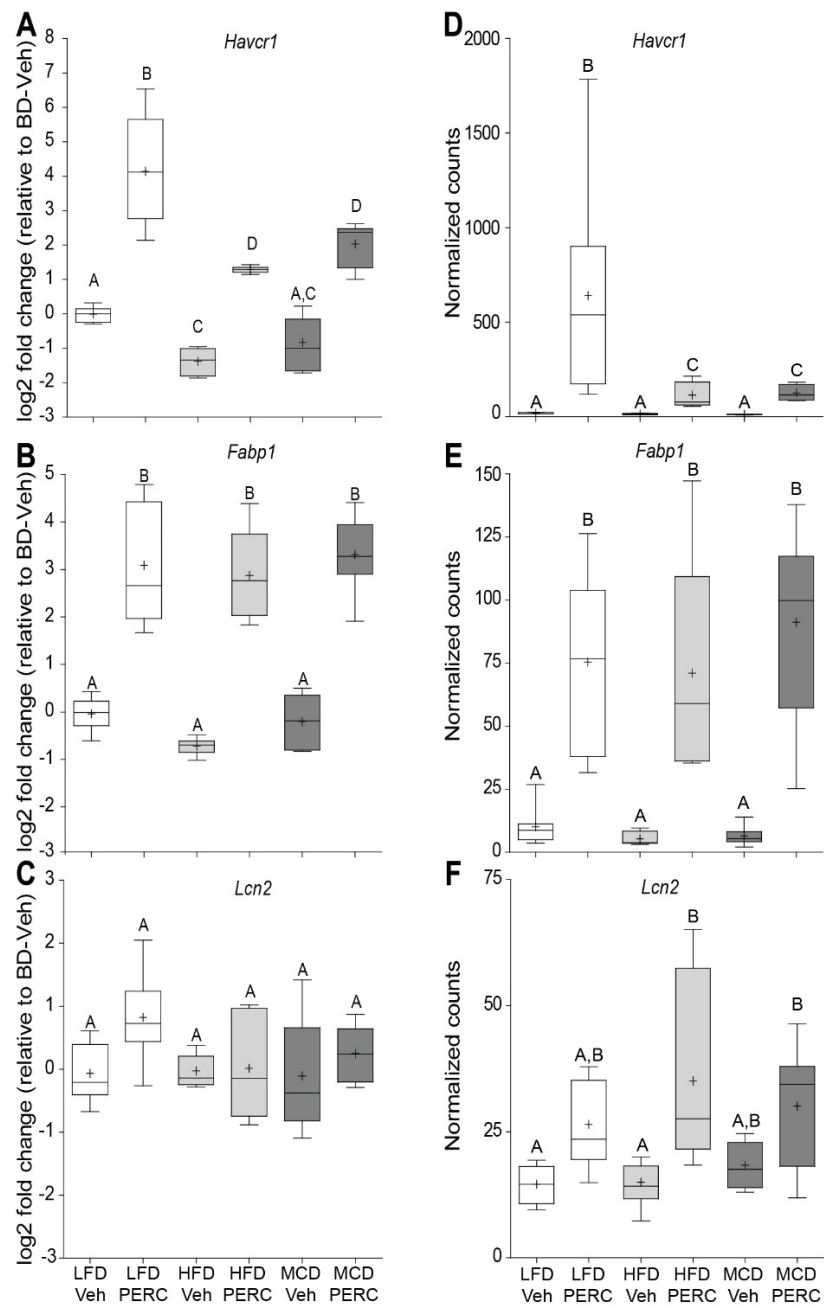 A
Havcr1
log2 fold change (relative to BD-Veh)
8
7
6
5
4
3
2
1
0
-1
-2
-3
A
B
C
D
A,C
D
D
Havcr1
Normalized counts
2000
1500
1000
500
0
A
B
A
C
A
C
B
Fabp1
log2 fold change (relative to BD-Veh)
5
4
3
2
1
0
-1
-2
-3
A
B
A
B
A
B
E
Fabp1
Normalized counts
150
125
100
75
50
25
0
A
B
A
B
A
B
C
Lcn2
log2 fold change (relative to BD-Veh)
3
2
1
0
-1
-2
-3
A
A
A
A
A
A
LFD LFD HFD HFD MCD MCD
Veh PERC Veh PERC Veh PERC
F
Lcn2
Normalized counts
75
50
25
0
A
A,B
A
B
A,B
B
LFD LFD HFD HFD MCD MCD
Veh PERC Veh PERC Veh PERC